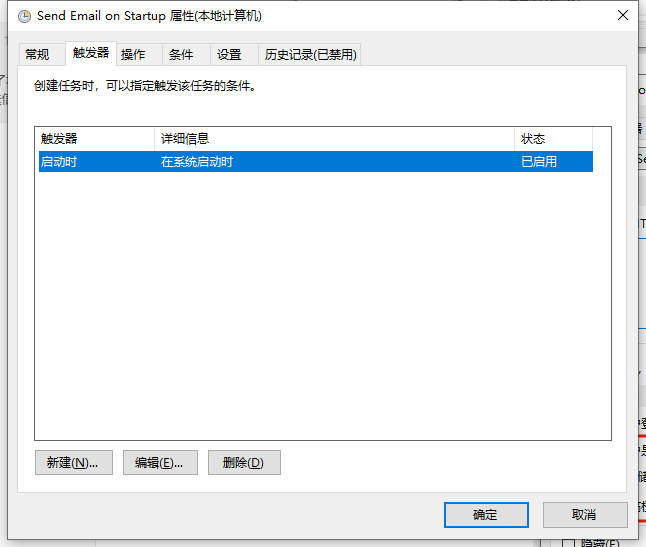 Send Email on Startup 属性(本地计算机)
常规 触发器 操作 条件 设置 历史记录(已禁用)
创建任务时，可以指定触发该任务的条件。
触发器 详细信息 状态
启动时 在系统启动时 已启用
新建(N)... 编辑(E)... 删除(D)
确定 取消
隐藏(E)